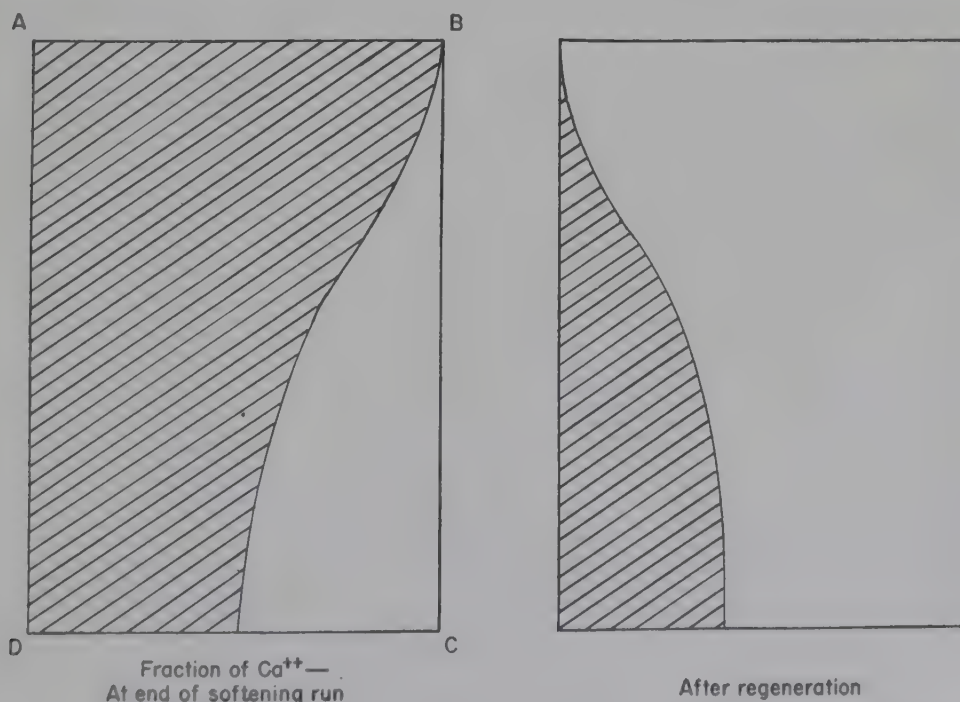 A
B
D
C
Fraction of Ca++—
At end of softening run
After regeneration